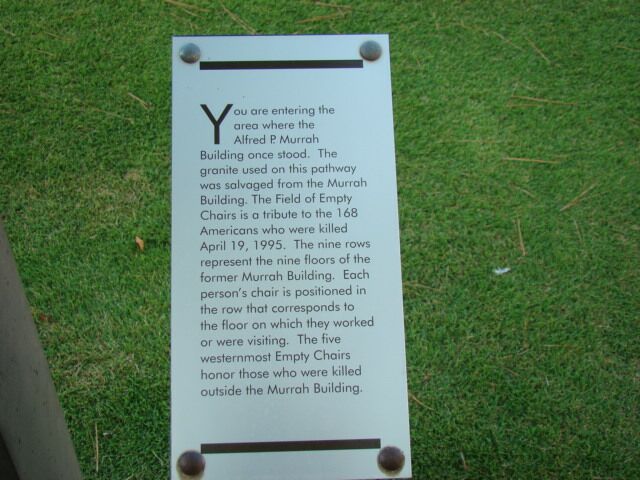 You are entering the
area where the
Alfred P. Murrah
Building once stood. The
granite used on this pathway
was salvaged from the Murrah
Building. The Field of Empty
Chairs is a tribute to the 168
Americans who were killed
April 19, 1995. The nine rows
represent the nine floors of the
former Murrah Building. Each
person's chair is positioned in
the row that corresponds to
the floor on which they worked
or were visiting. The five
westernmost Empty Chairs
honor those who were killed
outside the Murrah Building.